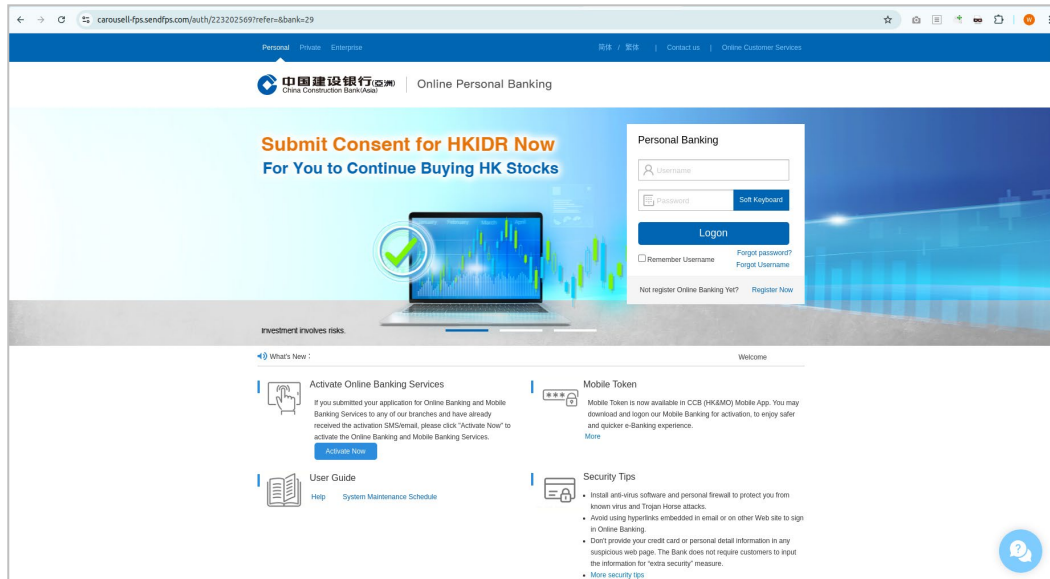 carousell-fps.sendfps.com/auth/223202569?refer=&bank=29
W
Personal Private Enterprise
简体 / 繁体 | Contact us | Online Customer Services
中国建设银行(亞洲)
China Construction Bank(Asia)
Online Personal Banking
Submit Consent for HKIDR Now
For You to Continue Buying HK Stocks
Investment involves risks.
Personal Banking
Username
Password
Soft Keyboard
Logon
Remember Username
Forgot password?
Forgot Username
Not register Online Banking Yet? Register Now
What's New :
Welcome
Activate Online Banking Services
If you submitted your application for Online Banking and Mobile
Banking Services to any of our branches and have already
received the activation SMS/email, please click "Activate Now" to
activate the Online Banking and Mobile Banking Services.
Activate Now
Mobile Token
Mobile Token is now available in CCB (HK&MO) Mobile App. You may
download and logon our Mobile Banking for activation, to enjoy safer
and quicker e-Banking experience.
More
User Guide
Help System Maintenance Schedule
Security Tips
• Install anti-virus software and personal firewall to protect you from
known virus and Trojan Horse attacks.
• Avoid using hyperlinks embedded in email or on other Web site to sign
in Online Banking.
• Don't provide your credit card or personal detail information in any
suspicious web page. The Bank does not require customers to input
the information for "extra security" measure.
• More security tips